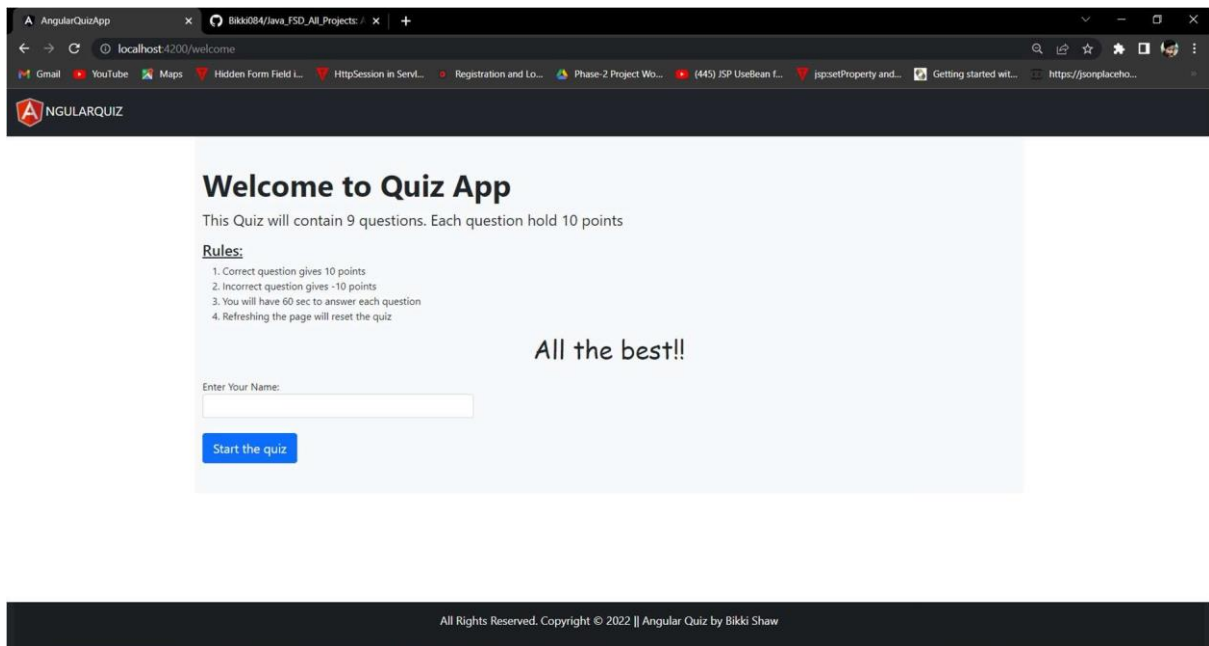 AngularQuizApp
Bikki084/Java_FSD_All_Projects: A
localhost:4200/welcome
Gmail YouTube Maps Hidden Form Field i... HttpSession in Servl... Registration and Lo... Phase-2 Project Wo... (445) JSP UseBean f... jsp:setProperty and... Getting started wit... https://jsonplaceho...
NGULARQUIZ
Welcome to Quiz App
This Quiz will contain 9 questions. Each question hold 10 points
Rules:
1. Correct question gives 10 points
2. Incorrect question gives -10 points
3. You will have 60 sec to answer each question
4. Refreshing the page will reset the quiz
All the best!!
Enter Your Name:
Start the quiz
All Rights Reserved. Copyright © 2022 || Angular Quiz by Bikki Shaw